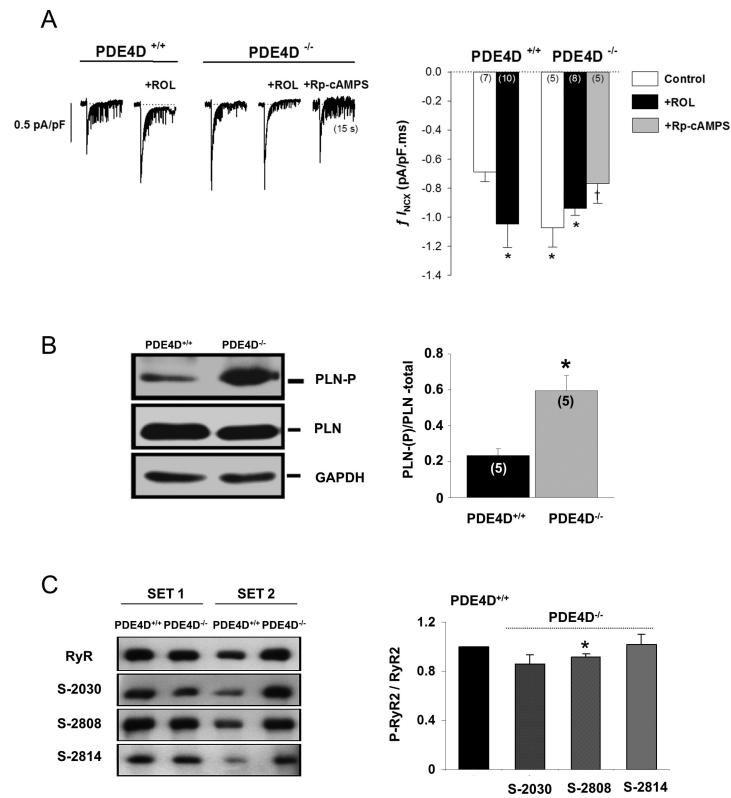 A
PDE4D +/+
PDE4D -/-
+ROL
+ROL
+Rp-cAMPS
0.5 pA/pF
(15 s)
PDE4D +/+
PDE4D -/-
0.0
-0.2
-0.4
-0.6
-0.8
-1.0
-1.2
-1.4
ƒ INCX (pA/pF.ms)
(7)
(10)
(5)
(8)
(5)
*
*
*
†
Control
+ROL
+Rp-cAMPS
B
PDE4D+/+
PDE4D-/-
PLN-P
PLN
GAPDH
0.8
0.6
0.4
0.2
0
PLN-(P)/PLN -total
(5)
(5)
*
PDE4D+/+
PDE4D-/-
C
SET 1
SET 2
PDE4D+/+ PDE4D-/- PDE4D+/+ PDE4D-/-
RyR
S-2030
S-2808
S-2814
PDE4D+/+
PDE4D-/-
1.2
0.8
0.4
0
P-RyR2 / RyR2
*
S-2030
S-2808
S-2814